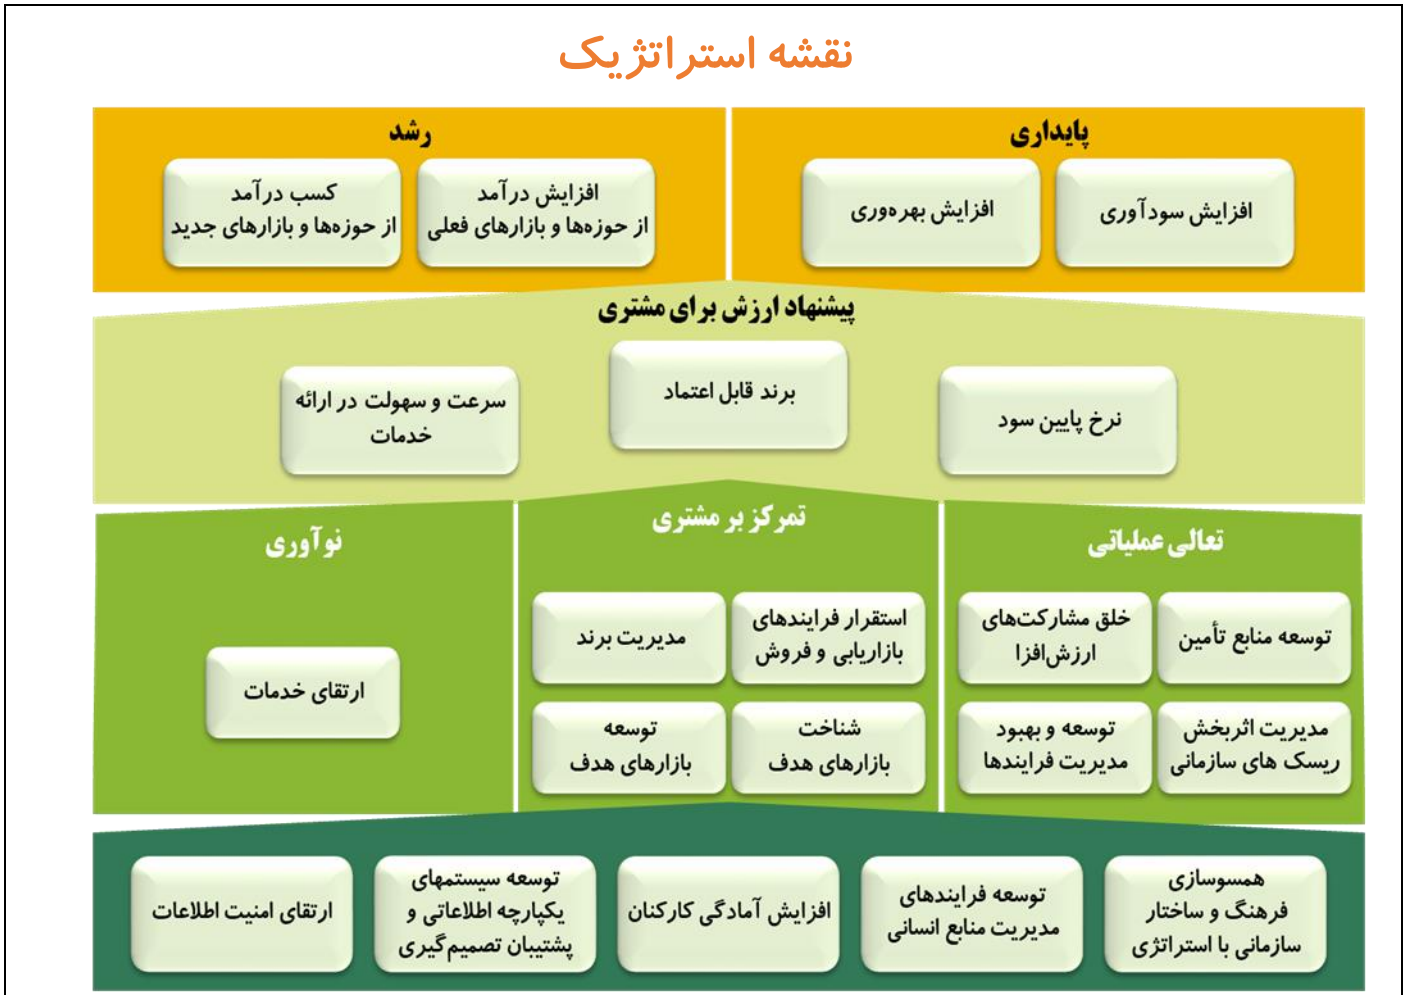 نقشه استراتژیک
پایداری
افزایش سودآوری
افزایش بهره‌وری
رشد
افزایش درآمد
از حوزه‌ها و بازارهای فعلی
کسب درآمد
از حوزه‌ها و بازارهای جدید
پیشنهاد ارزش برای مشتری
نرخ پایین سود
برند قابل اعتماد
سرعت و سهولت در ارائه
خدمات
تعالی عملیاتی
توسعه منابع تأمین
خلق مشارکت‌های
ارزش‌افزا
مدیریت اثربخش
ریسک های سازمانی
توسعه و بهبود
مدیریت فرایندها
تمرکز بر مشتری
استقرار فرایندهای
بازاریابی و فروش
مدیریت برند
شناخت
بازارهای هدف
توسعه
بازارهای هدف
نوآوری
ارتقای خدمات
همسوسازی
فرهنگ و ساختار
سازمانی با استراتژی
توسعه فرایندهای
مدیریت منابع انسانی
افزایش آمادگی کارکنان
توسعه سیستمهای
یکپارچه اطلاعاتی و
پشتیبان تصمیم‌گیری
ارتقای امنیت اطلاعات